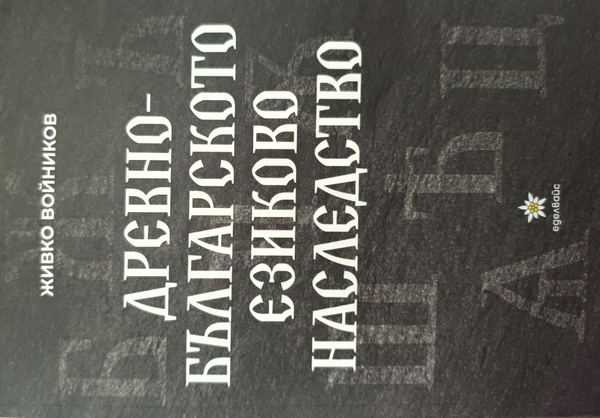 ЖИВКО ВОЙНИКОВ
ДРЕВНО-
БЪЛГАРСКОТО
ЕЗИКОВО
НАСЛЕДСТВО
еделвайс